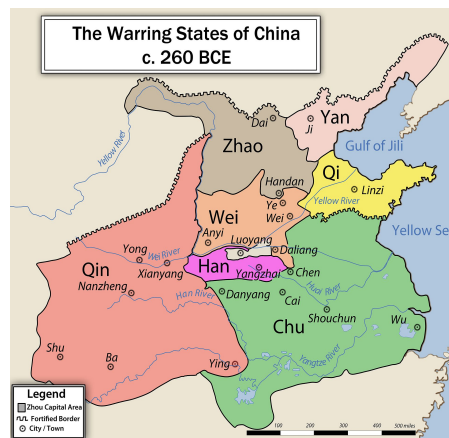 The Warring States of China
c. 260 BCE
Yan
Dai
Ji
Zhao
Gulf of Jili
Yellow River
Qi
Linzi
Handan
Ye
Wei
Yellow River
Wei
Anyi
Luoyang
Daliang
Yellow Se
Yong
Wei River
Xianyang
Qin
Han
Yangzhai
Chen
Nanzheng
Han River
Danyang
Cai
Huai River
Shouchun
Chu
Wu
Shu
Ba
Ying
Yangtze River
Legend
Zhou Capital Area
Fortified Border
City / Town
100
200
300
400
500 miles